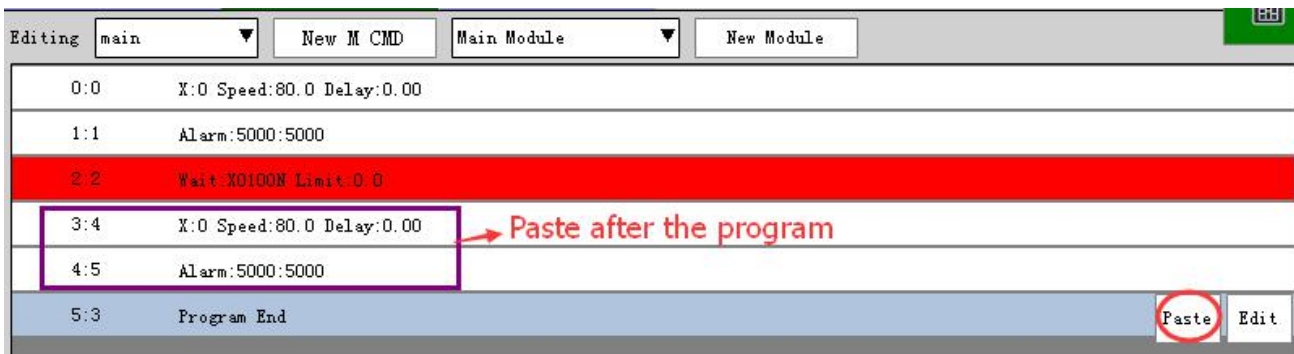 Editing main ▼ New M CMD Main Module ▼ New Module
0:0 X:0 Speed:80.0 Delay:0.00
1:1 Alarm:5000:5000
2:2 Wait:X0100N Limit:0.0
3:4 X:0 Speed:80.0 Delay:0.00
Paste after the program
4:5 Alarm:5000:5000
5:3 Program End Paste Edit